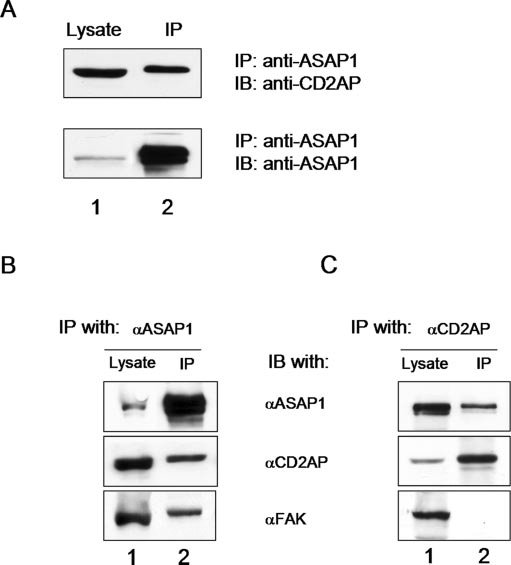 A
Lysate IP
IP: anti-ASAP1
IB: anti-CD2AP
IP: anti-ASAP1
IB: anti-ASAP1
1 2
B
C
IP with: αASAP1
IP with: αCD2AP
Lysate IP
IB with:
Lysate IP
αASAP1
αCD2AP
αFAK
1 2
1 2